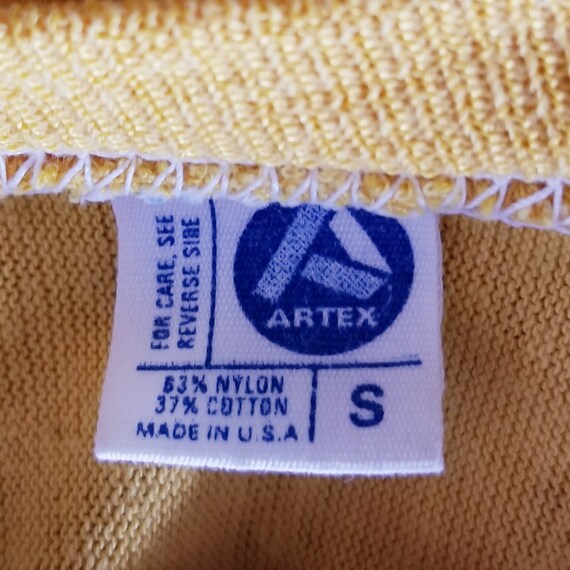 FOR CARE, SEE
REVERSE SIDE
ARTEX
63% NYLON
37% COTTON
MADE IN U.S.A
S